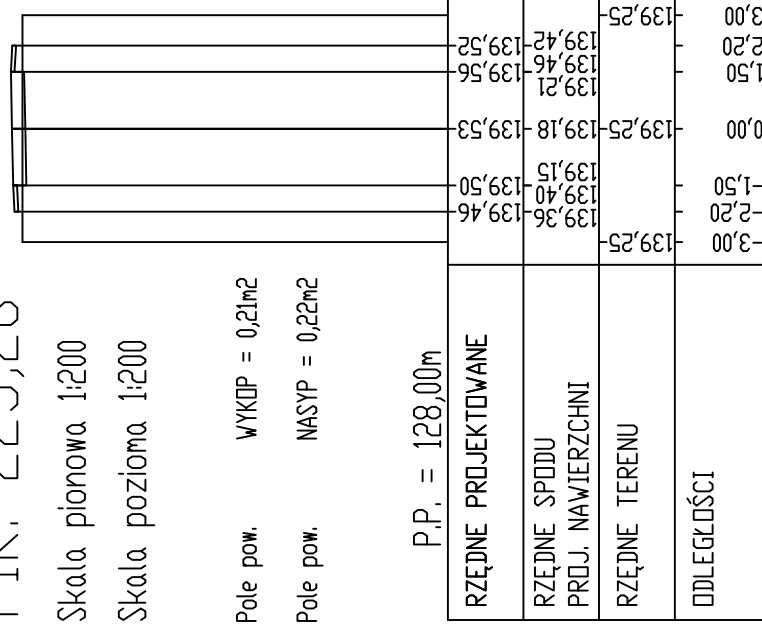 Skala pionowa 1:200
Skala pozioma 1:200
Pole pow. WYKOP = 0,21m2
Pole pow. NASYP = 0,22m2
P.P. = 128,00m
RZĘDNE PROJEKTOWANE 139,46 139,50 139,53 139,56 139,52
RZĘDNE SPODU
PROJ. NAWIERZCHNI 139,36 139,40 139,15 139,18 139,21 139,46 139,42
RZĘDNE TERENU 139,25 139,25 139,25
ODLEGŁOŚCI -3,00 -2,20 -1,50 0,00 1,50 2,20 3,00